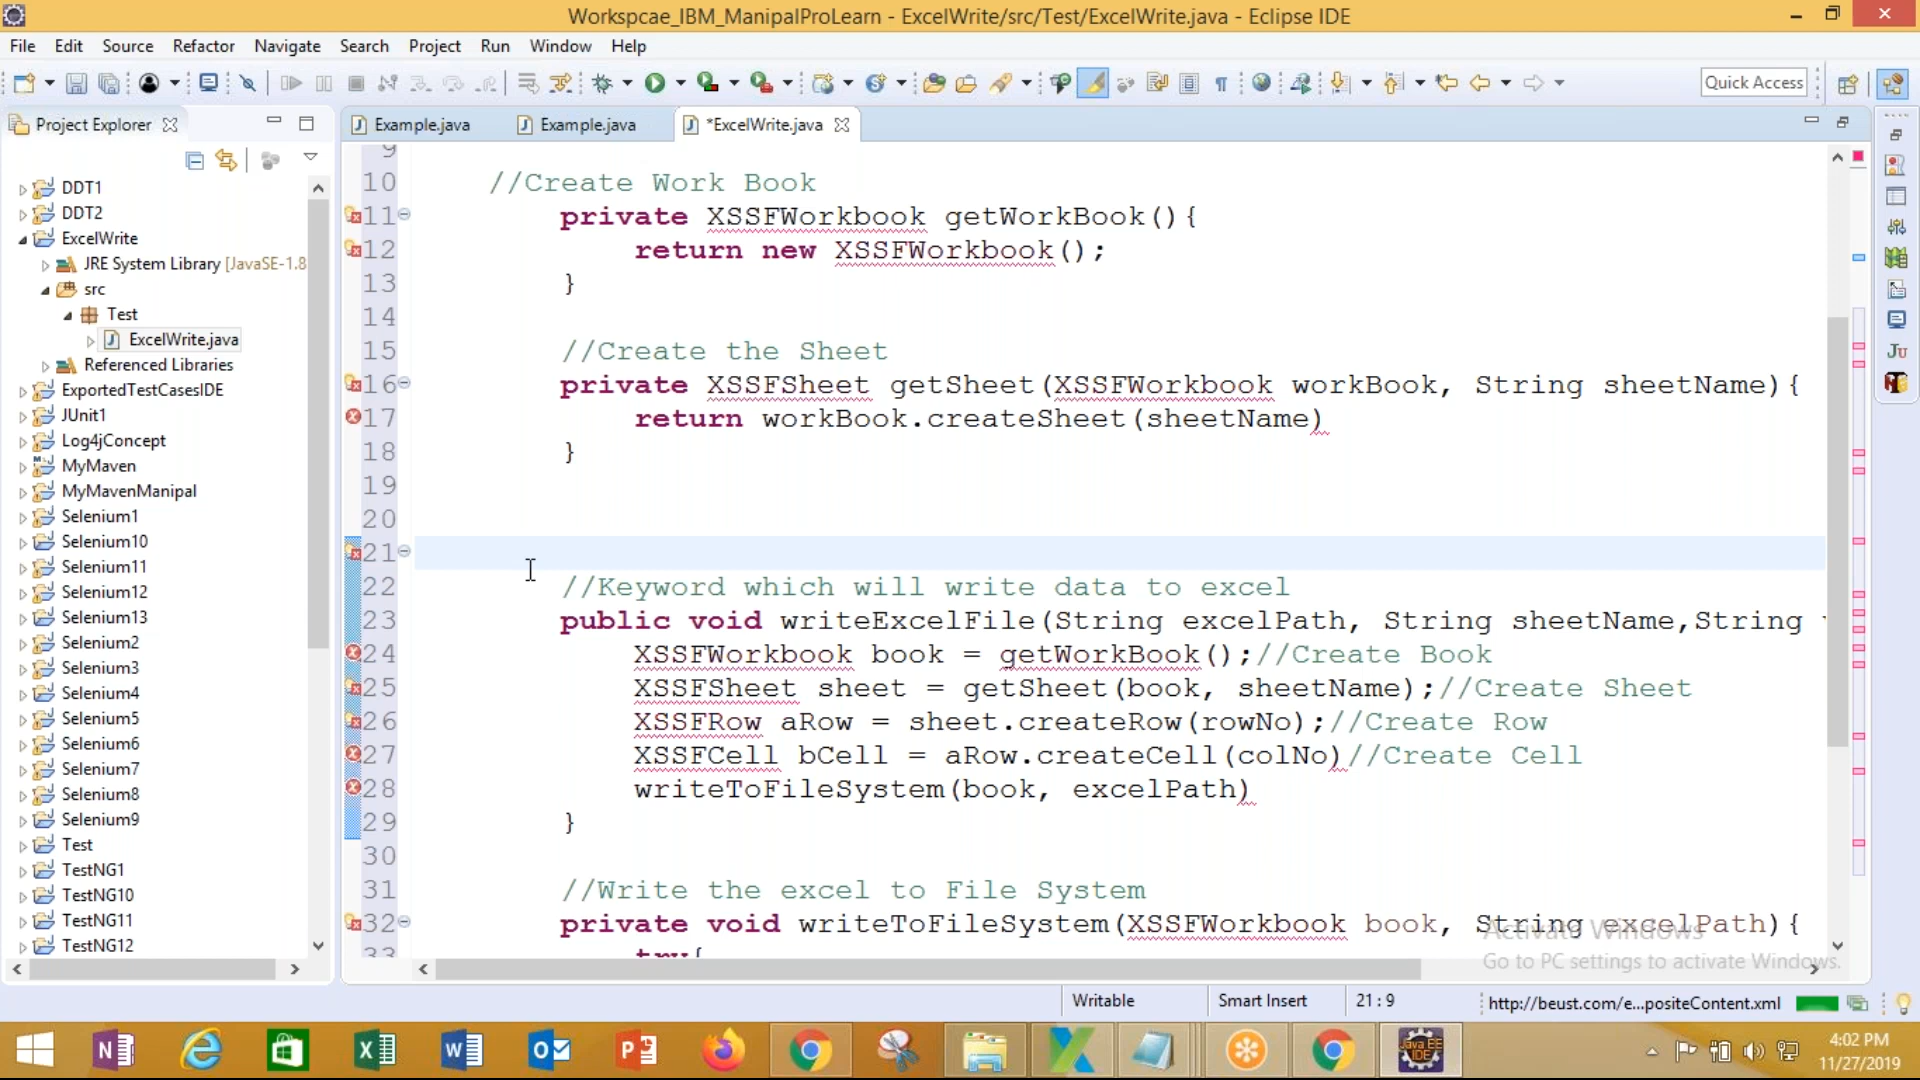 Workspcae_IBM_ManipalProLearn - ExcelWrite/src/Test/ExcelWrite.java - Eclipse IDE
File Edit Source Refactor Navigate Search Project Run Window Help
Quick Access
Project Explorer
Example.java
Example.java
*ExcelWrite.java
DDT1
DDT2
ExcelWrite
JRE System Library [JavaSE-1.8
src
Test
ExcelWrite.java
Referenced Libraries
ExportedTestCasesIDE
JUnit1
Log4jConcept
MyMaven
MyMavenManipal
Selenium1
Selenium10
Selenium11
Selenium12
Selenium13
Selenium2
Selenium3
Selenium4
Selenium5
Selenium6
Selenium7
Selenium8
Selenium9
Test
TestNG1
TestNG10
TestNG11
TestNG12
9
10 //Create Work Book
11 private XSSFWorkbook getWorkBook(){
12 return new XSSFWorkbook();
13 }
14
15 //Create the Sheet
16 private XSSFSheet getSheet(XSSFWorkbook workBook, String sheetName){
17 return workBook.createSheet(sheetName)
18 }
19
20
21
22 //Keyword which will write data to excel
23 public void writeExcelFile(String excelPath, String sheetName,String
24 XSSFWorkbook book = getWorkBook();//Create Book
25 XSSFSheet sheet = getSheet(book, sheetName);//Create Sheet
26 XSSFRow aRow = sheet.createRow(rowNo);//Create Row
27 XSSFCell bCell = aRow.createCell(colNo)//Create Cell
28 writeToFileSystem(book, excelPath)
29 }
30
31 //Write the excel to File System
32 private void writeToFileSystem(XSSFWorkbook book, String excelPath){
33 try{
Activate Windows
Go to PC settings to activate Windows.
Writable
Smart Insert
21 : 9
http://beust.com/e...positeContent.xml
Java EE
IDE
4:02 PM
11/27/2019